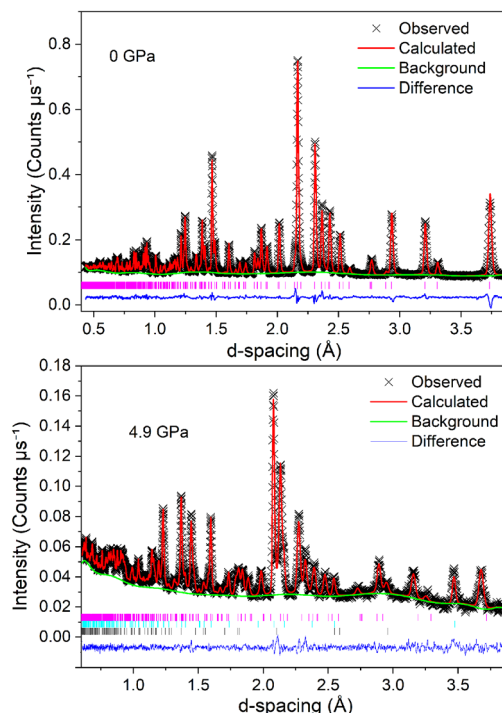 0 GPa
Observed
Calculated
Background
Difference
Intensity (Counts μs⁻¹)
0.8
0.6
0.4
0.2
0.0
0.5 1.0 1.5 2.0 2.5 3.0 3.5
d-spacing (Å)
4.9 GPa
Observed
Calculated
Background
Difference
Intensity (Counts μs⁻¹)
0.18
0.16
0.14
0.12
0.10
0.08
0.06
0.04
0.02
0.00
1.0 1.5 2.0 2.5 3.0 3.5
d-spacing (Å)